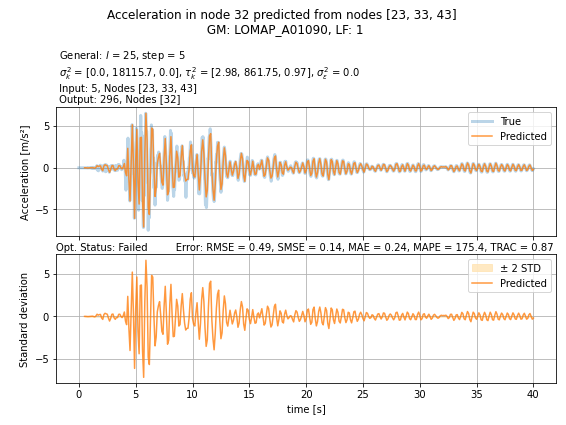 Acceleration in node 32 predicted from nodes [23, 33, 43]
GM: LOMAP_A01090, LF: 1
General: l = 25, step = 5
σ_k² = [0.0, 18115.7, 0.0], τ_k² = [2.98, 861.75, 0.97], σ_ε² = 0.0
Input: 5, Nodes [23, 33, 43]
Output: 296, Nodes [32]
Acceleration [m/s²]
5
0
−5
True
Predicted
Opt. Status: Failed
Error: RMSE = 0.49, SMSE = 0.14, MAE = 0.24, MAPE = 175.4, TRAC = 0.87
Standard deviation
5
0
−5
± 2 STD
Predicted
0 5 10 15 20 25 30 35 40
time [s]